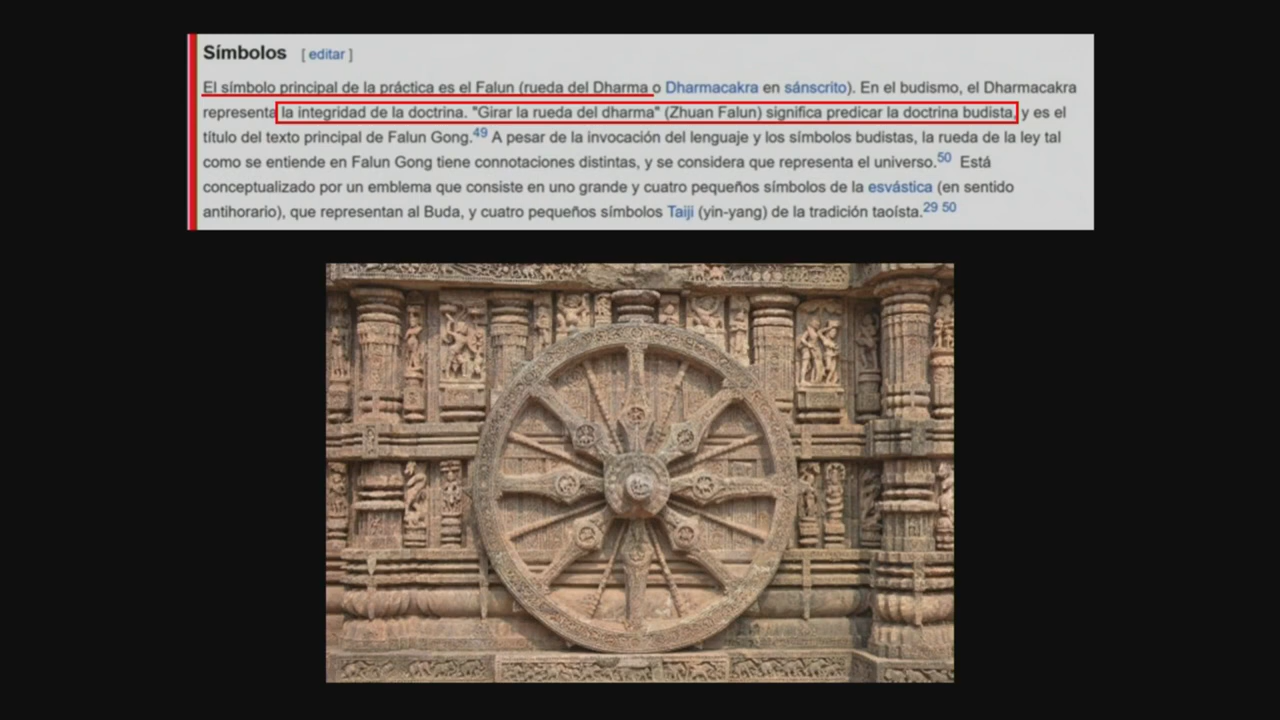 Símbolos [ editar ]
El símbolo principal de la práctica es el Falun (rueda del Dharma o Dharmacakra en sánscrito). En el budismo, el Dharmacakra
representa la integridad de la doctrina. "Girar la rueda del dharma" (Zhuan Falun) significa predicar la doctrina budista, y es el
título del texto principal de Falun Gong.49 A pesar de la invocación del lenguaje y los símbolos budistas, la rueda de la ley tal
como se entiende en Falun Gong tiene connotaciones distintas, y se considera que representa el universo.50 Está
conceptualizado por un emblema que consiste en uno grande y cuatro pequeños símbolos de la esvástica (en sentido
antihorario), que representan al Buda, y cuatro pequeños símbolos Taiji (yin-yang) de la tradición taoísta.29 50